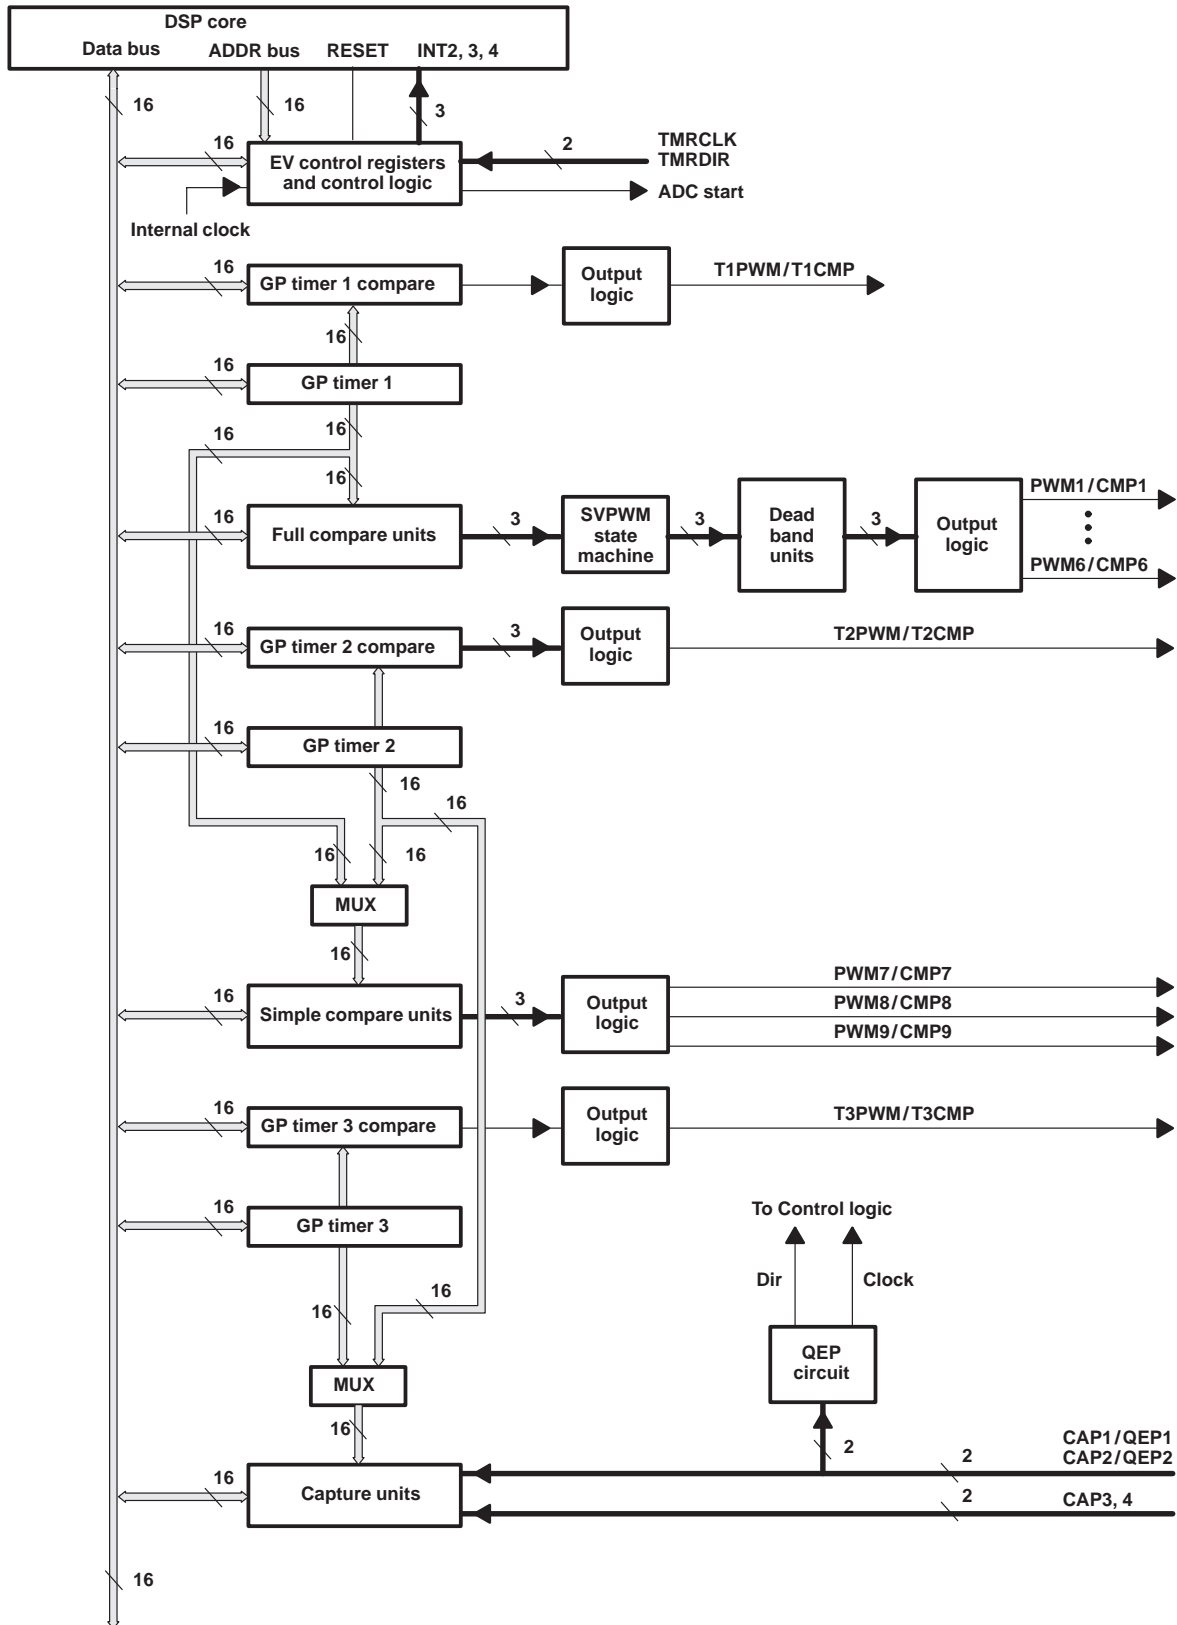 DSP core
Data bus
ADDR bus
RESET
INT2, 3, 4
16
16
3
16
EV control registers
and control logic
2
TMRCLK
TMRDIR
ADC start
Internal clock
16
GP timer 1 compare
Output
logic
T1PWM/T1CMP
16
16
GP timer 1
16
16
16
16
Full compare units
3
SVPWM
state
machine
3
Dead
band
units
3
Output
logic
PWM1/CMP1
PWM6/CMP6
16
GP timer 2 compare
3
Output
logic
T2PWM/T2CMP
16
GP timer 2
16
16
16
16
MUX
16
16
Simple compare units
3
Output
logic
PWM7/CMP7
PWM8/CMP8
PWM9/CMP9
16
GP timer 3 compare
Output
logic
T3PWM/T3CMP
16
GP timer 3
To Control logic
Dir
Clock
16
16
QEP
circuit
MUX
16
2
16
Capture units
2
CAP1/QEP1
CAP2/QEP2
2
CAP3, 4
16